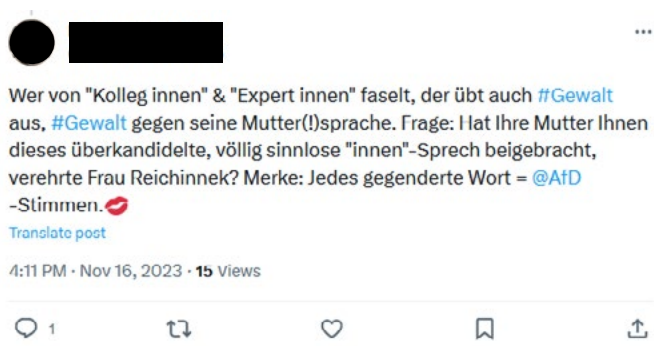 Wer von "Kolleg innen" & "Expert innen" faselt, der übt auch #Gewalt
aus, #Gewalt gegen seine Mutter(!)sprache. Frage: Hat Ihre Mutter Ihnen
dieses überkandidelte, völlig sinnlose "innen"-Sprech beigebracht,
verehrte Frau Reichinnek? Merke: Jedes gegenderte Wort = @AfD
-Stimmen.💋
Translate post
4:11 PM · Nov 16, 2023 · 15 Views
1